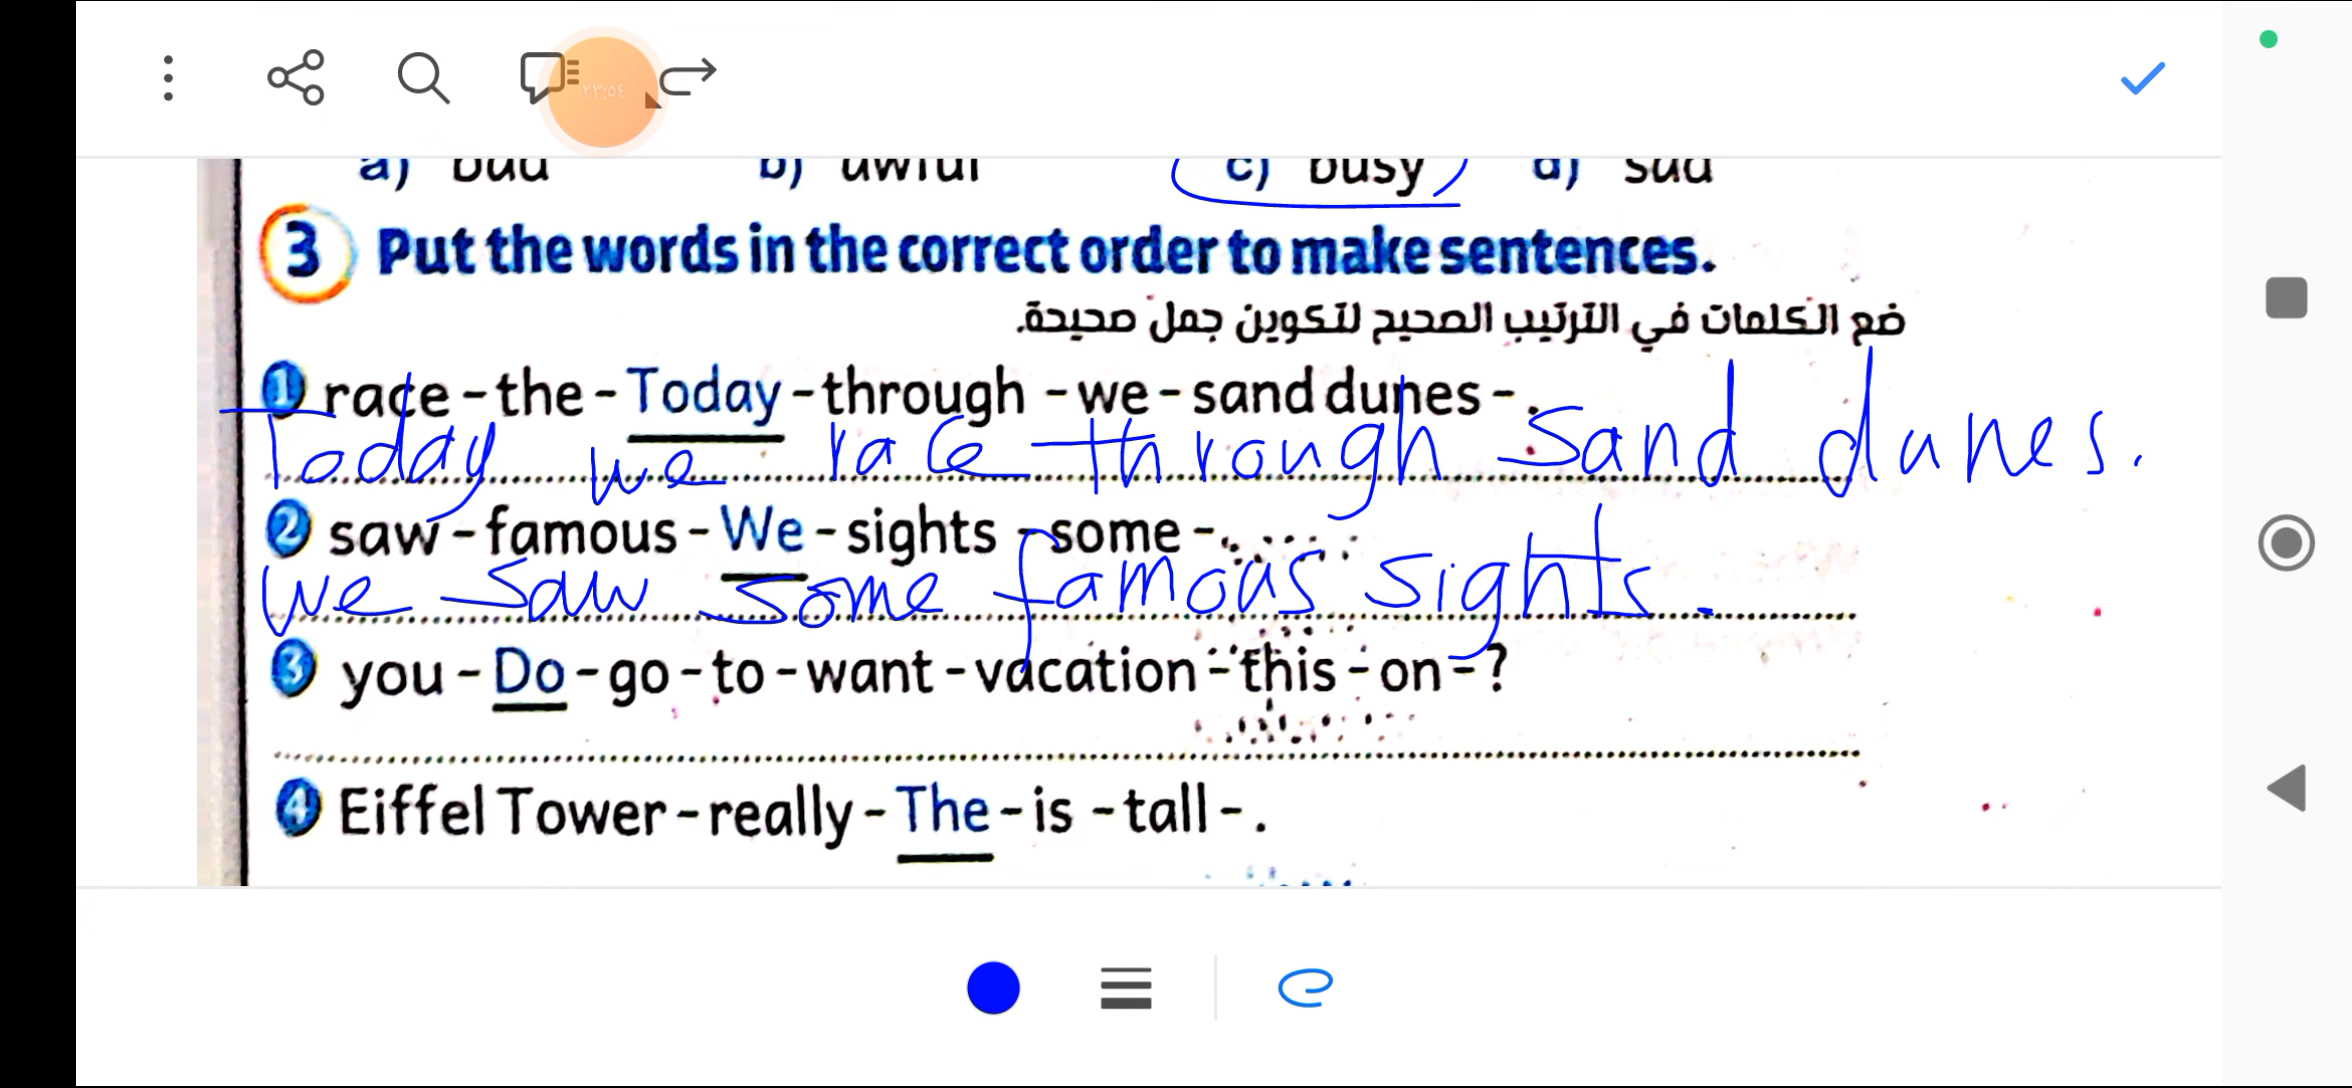 ٢٣:٥٤
a) bad b) awful c) busy d) sad
3 Put the words in the correct order to make sentences.
ضع الكلمات في الترتيب الصحيح لتكوين جمل صحيحة.
1 race - the - Today - through - we - sand dunes - .
Today we race through sand dunes.
2 saw - famous - We - sights - some - .
We saw some famous sights.
3 you - Do - go - to - want - vacation - this - on - ?
4 Eiffel Tower - really - The - is - tall - .